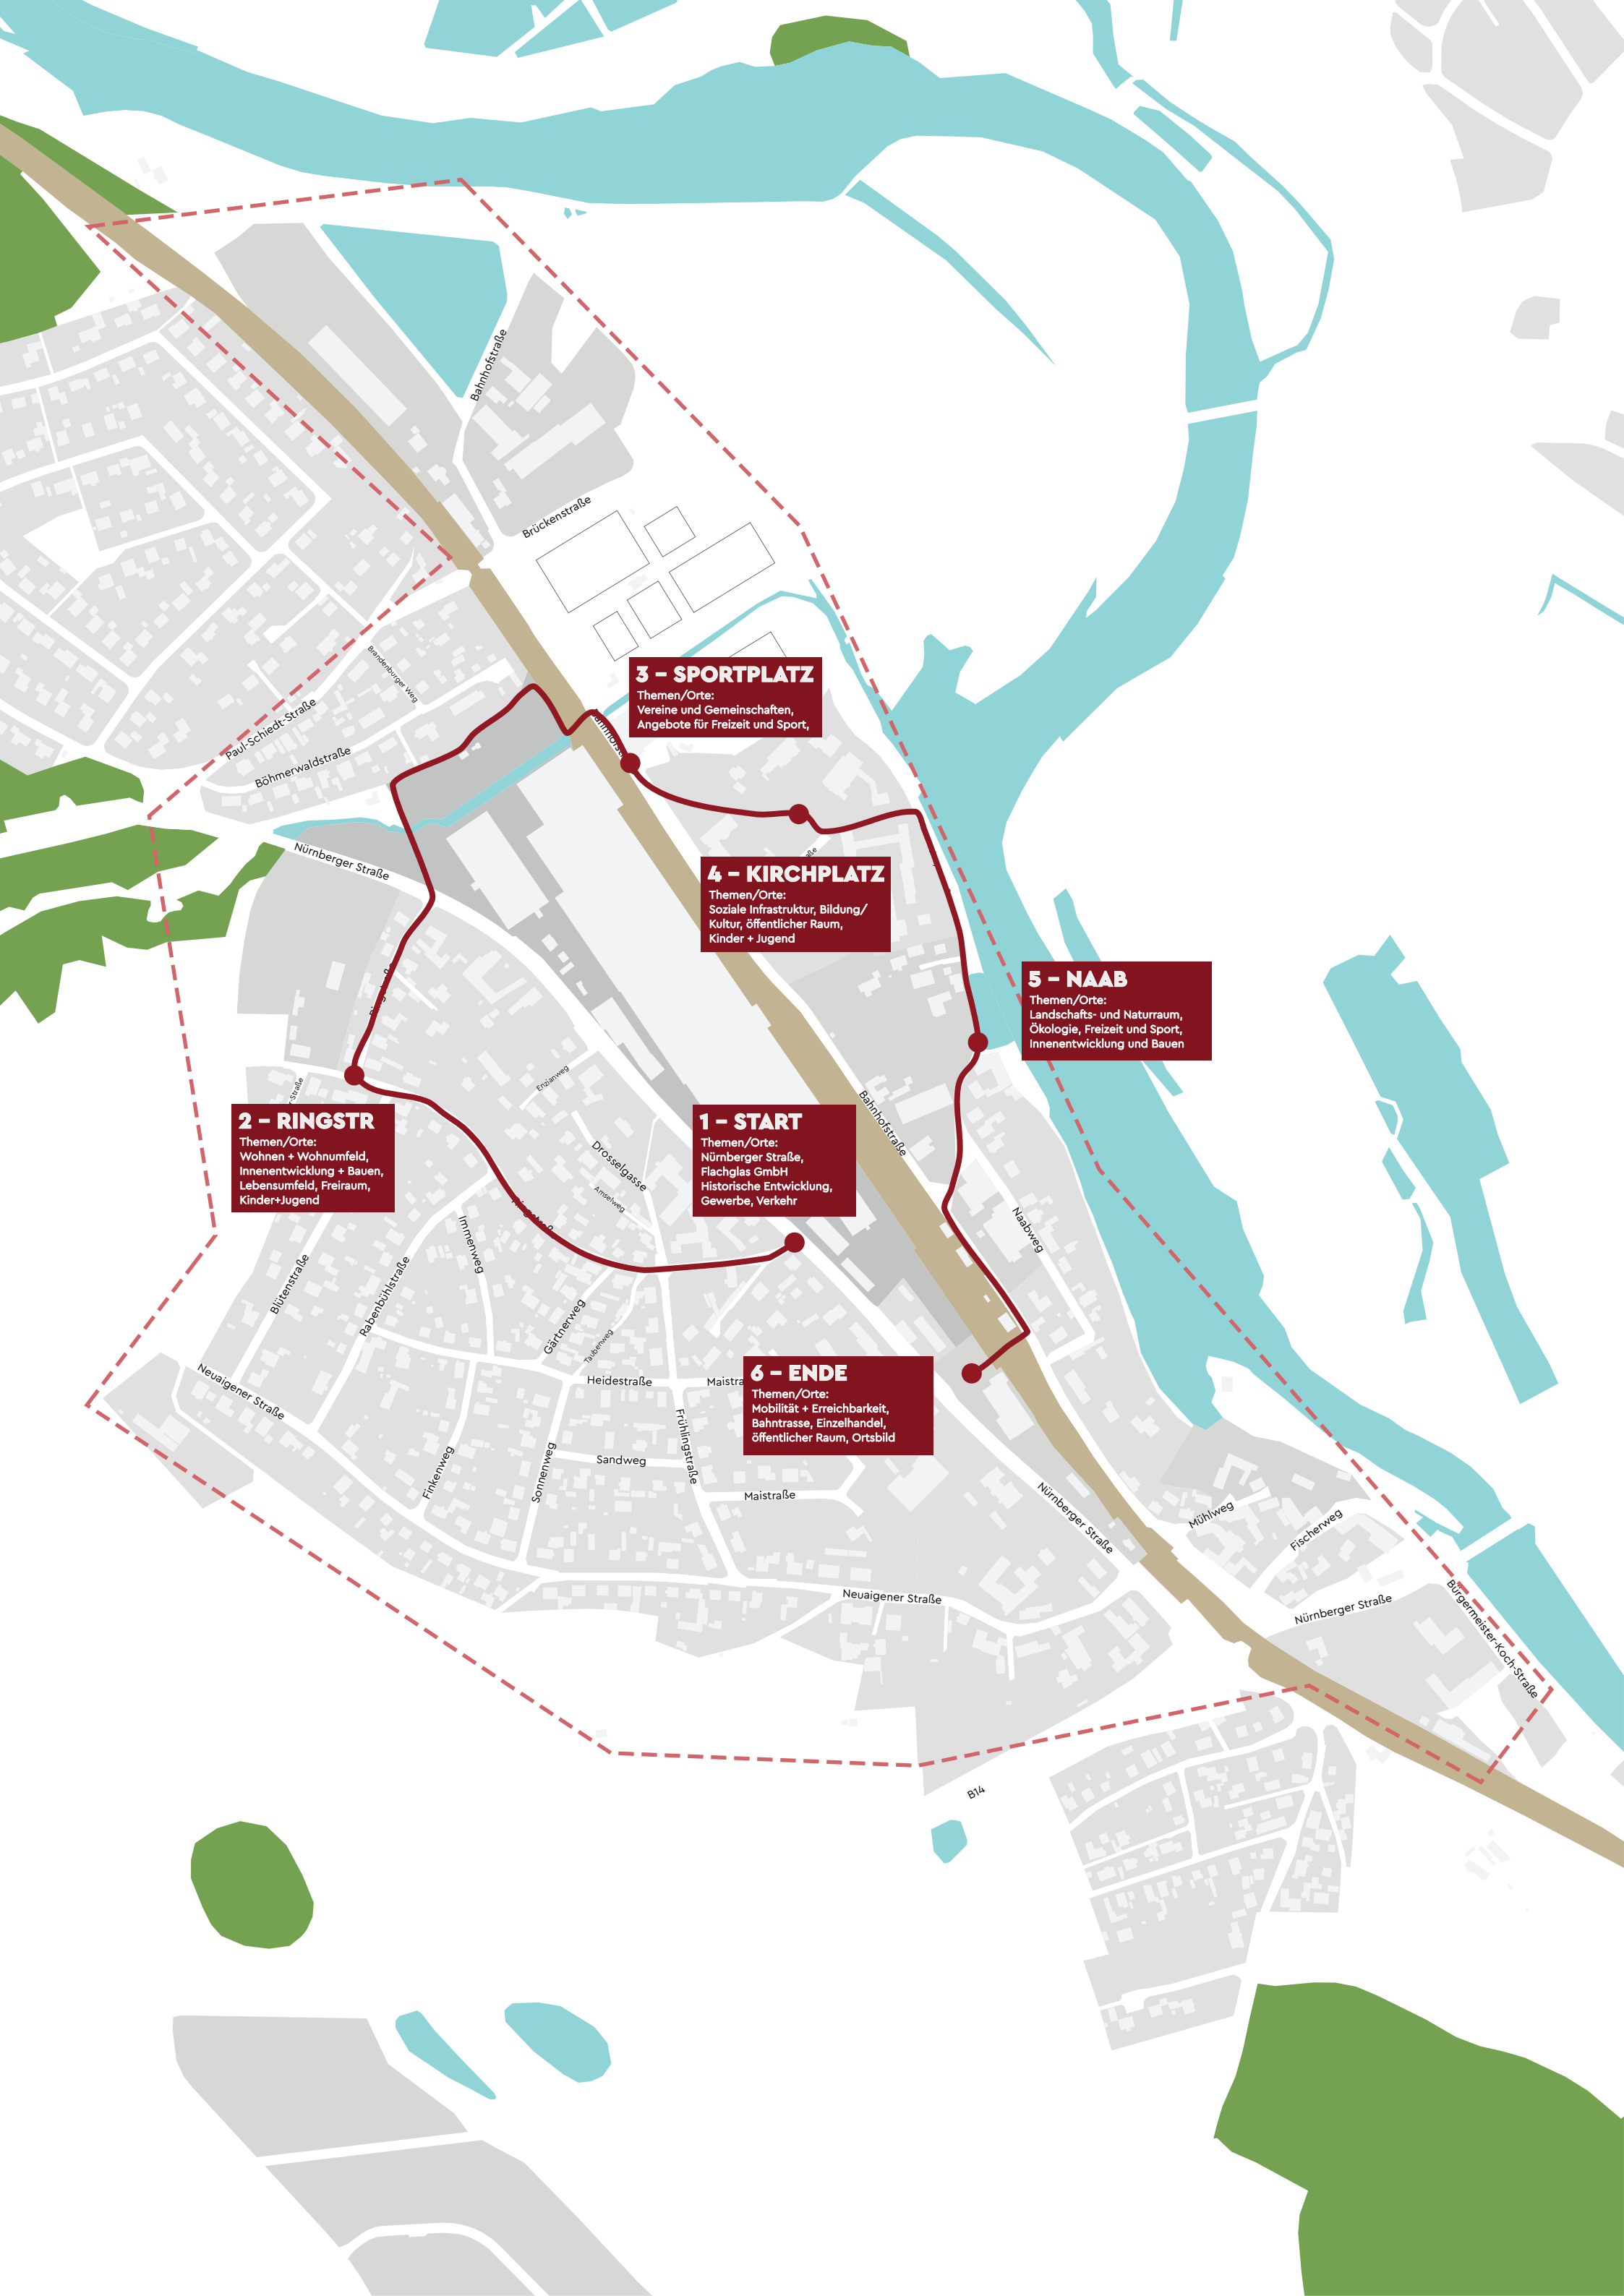 Bahnhofstraße
Brückenstraße
Brandenburger Weg
Paul-Schiedt-Straße
Böhmerwaldstraße
3 – SPORTPLATZ
Themen/Orte:
Vereine und Gemeinschaften,
Angebote für Freizeit und Sport,
Nürnberger Straße
4 – KIRCHPLATZ
Themen/Orte:
Soziale Infrastruktur, Bildung/
Kultur, öffentlicher Raum,
Kinder + Jugend
5 – NAAB
Themen/Orte:
Landschafts- und Naturraum,
Ökologie, Freizeit und Sport,
Innenentwicklung und Bauen
Enzianweg
Bahnhofstraße
2 – RINGSTR
Themen/Orte:
Wohnen + Wohnumfeld,
Innenentwicklung + Bauen,
Lebensumfeld, Freiraum,
Kinder+Jugend
1 – START
Themen/Orte:
Nürnberger Straße,
Flachglas GmbH
Historische Entwicklung,
Gewerbe, Verkehr
Drosselgasse
Amselweg
Naabweg
Immenweg
Blütenstraße
Rabenbühlstraße
Gärtnerweg
Taubenweg
Neuaigener Straße
Heidestraße
6 – ENDE
Themen/Orte:
Mobilität + Erreichbarkeit,
Bahntrasse, Einzelhandel,
öffentlicher Raum, Ortsbild
Frühlingstraße
Finkenweg
Sonnenweg
Sandweg
Maistraße
Nürnberger Straße
Mühlweg
Fischerweg
Neuaigener Straße
Nürnberger Straße
Bürgermeister-Koch-Straße
B14